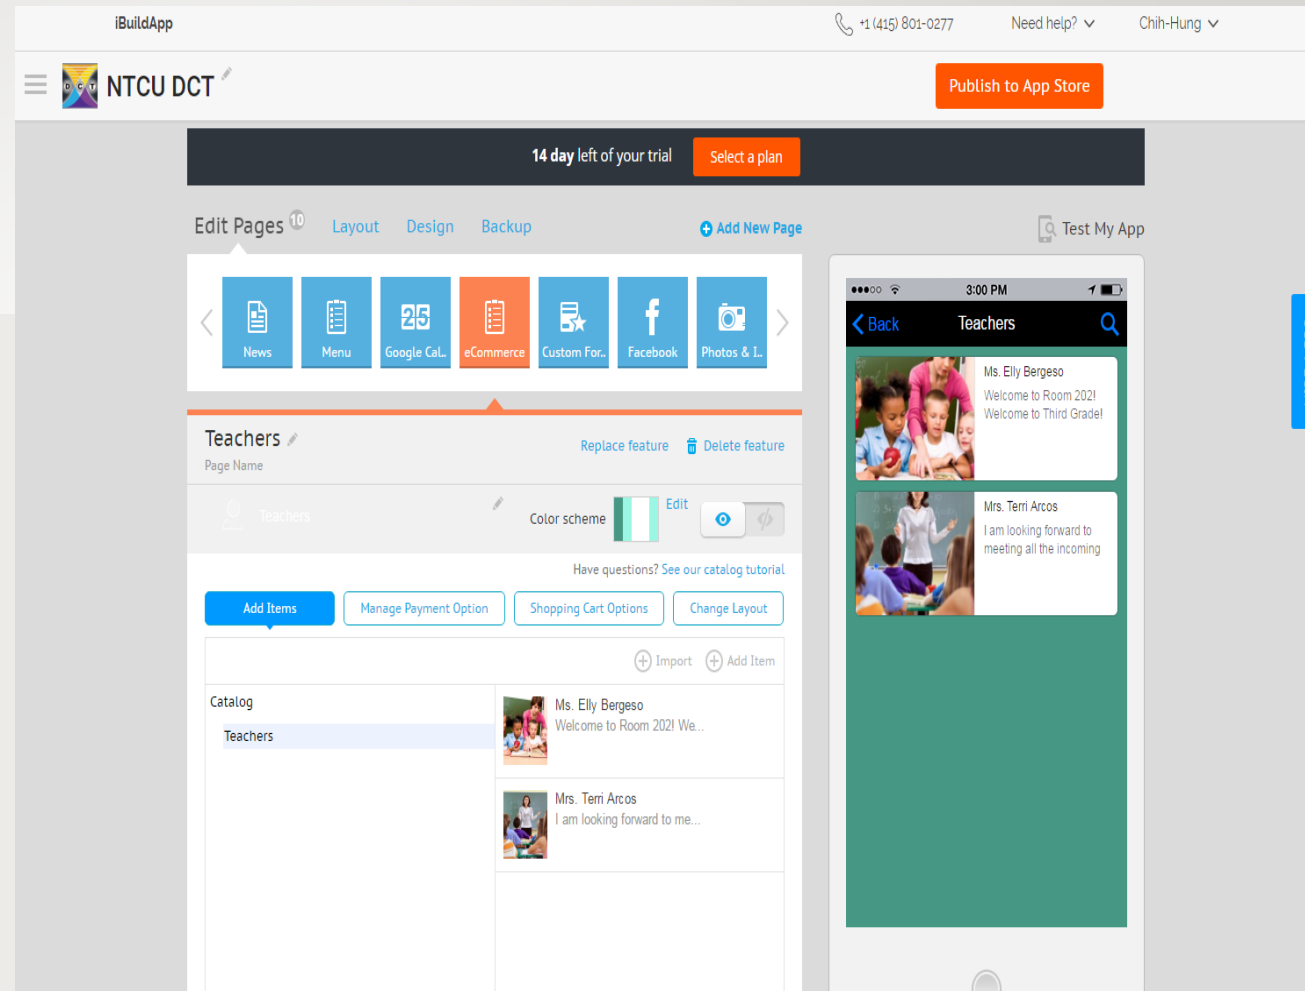 iBuildApp
+1 (415) 801-0277
Need help?
Chih-Hung
DCT
NTCU DCT
Publish to App Store
14 day left of your trial
Select a plan
Edit Pages 10
Layout
Design
Backup
Add New Page
Test My App
News
Menu
25
Google Cal..
eCommerce
Custom For..
Facebook
Photos & I..
Teachers
Page Name
Replace feature
Delete feature
Teachers
Color scheme
Edit
Have questions? See our catalog tutorial
Add Items
Manage Payment Option
Shopping Cart Options
Change Layout
Import
Add Item
Catalog
Teachers
Ms. Elly Bergeso
Welcome to Room 202! We...
Mrs. Terri Arcos
I am looking forward to me...
3:00 PM
Back
Teachers
Ms. Elly Bergeso
Welcome to Room 202!
Welcome to Third Grade!
Mrs. Terri Arcos
I am looking forward to
meeting all the incoming